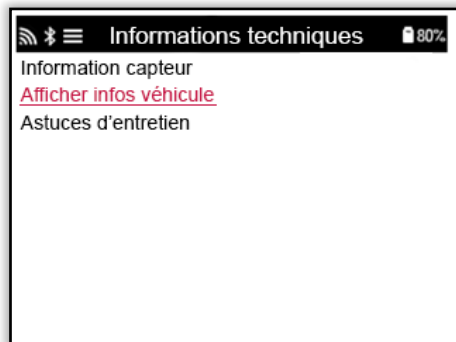 Informations techniques 80%
Information capteur
Afficher infos véhicule
Astuces d'entretien